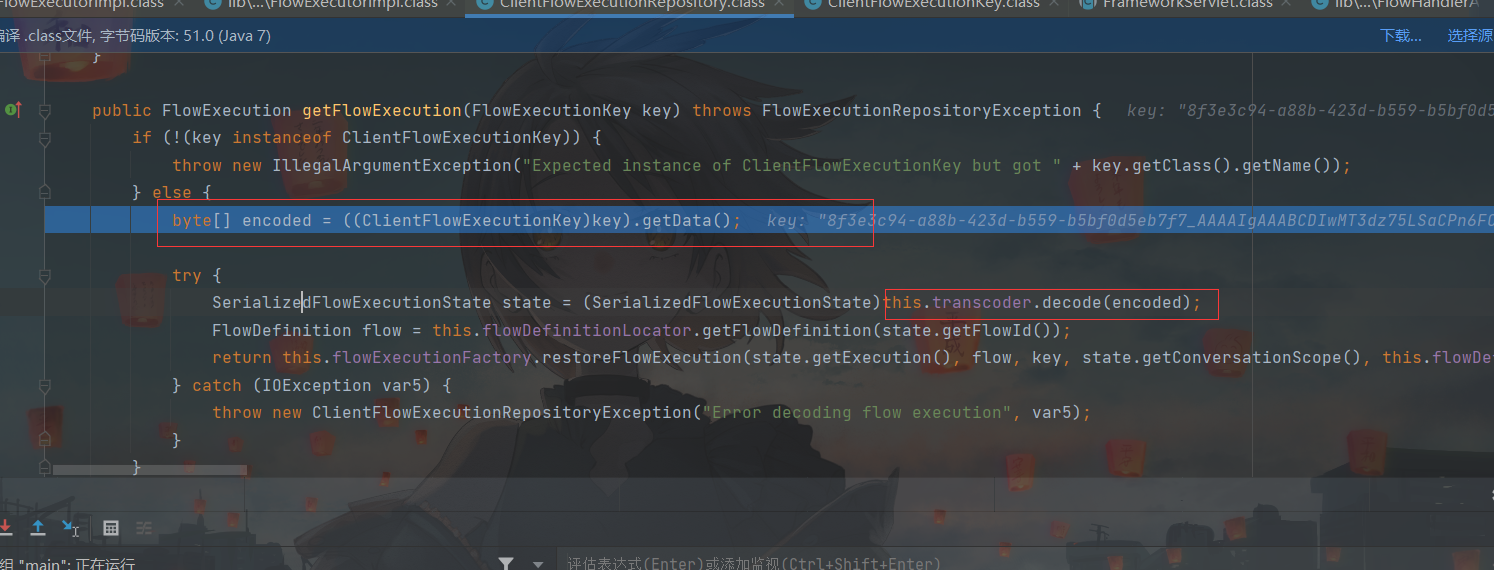 FlowExecutorImpl.class × lib\...\FlowExecutorImpl.class × ClientFlowExecutionRepository.class × ClientFlowExecutionKey.class × FrameworkServlet.class × lib\...\FlowHandlerA
编译 .class文件, 字节码版本: 51.0 (Java 7) 下载... 选择源
}
public FlowExecution getFlowExecution(FlowExecutionKey key) throws FlowExecutionRepositoryException { key: "8f3e3c94-a88b-423d-b559-b5bf0d5
if (!(key instanceof ClientFlowExecutionKey)) {
throw new IllegalArgumentException("Expected instance of ClientFlowExecutionKey but got " + key.getClass().getName());
} else {
byte[] encoded = ((ClientFlowExecutionKey)key).getData(); key: "8f3e3c94-a88b-423d-b559-b5bf0d5eb7f7_AAAAIgAAABCDIwMT3dz75LSaCPn6FC
try {
SerializedFlowExecutionState state = (SerializedFlowExecutionState)this.transcoder.decode(encoded);
FlowDefinition flow = this.flowDefinitionLocator.getFlowDefinition(state.getFlowId());
return this.flowExecutionFactory.restoreFlowExecution(state.getExecution(), flow, key, state.getConversationScope(), this.flowDe
} catch (IOException var5) {
throw new ClientFlowExecutionRepositoryException("Error decoding flow execution", var5);
}
}
组 "main": 正在运行 评估表达式(Enter)或添加监视(Ctrl+Shift+Enter)